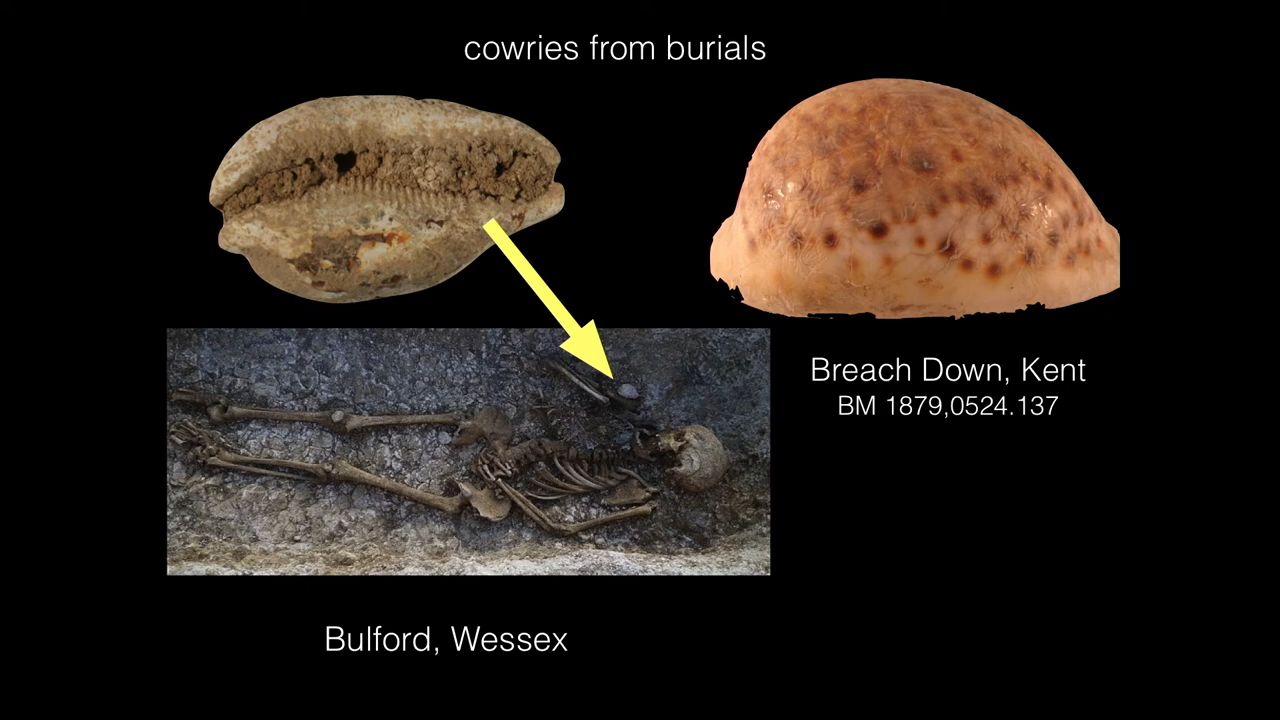 cowries from burials
Breach Down, Kent
BM 1879,0524.137
Bulford, Wessex